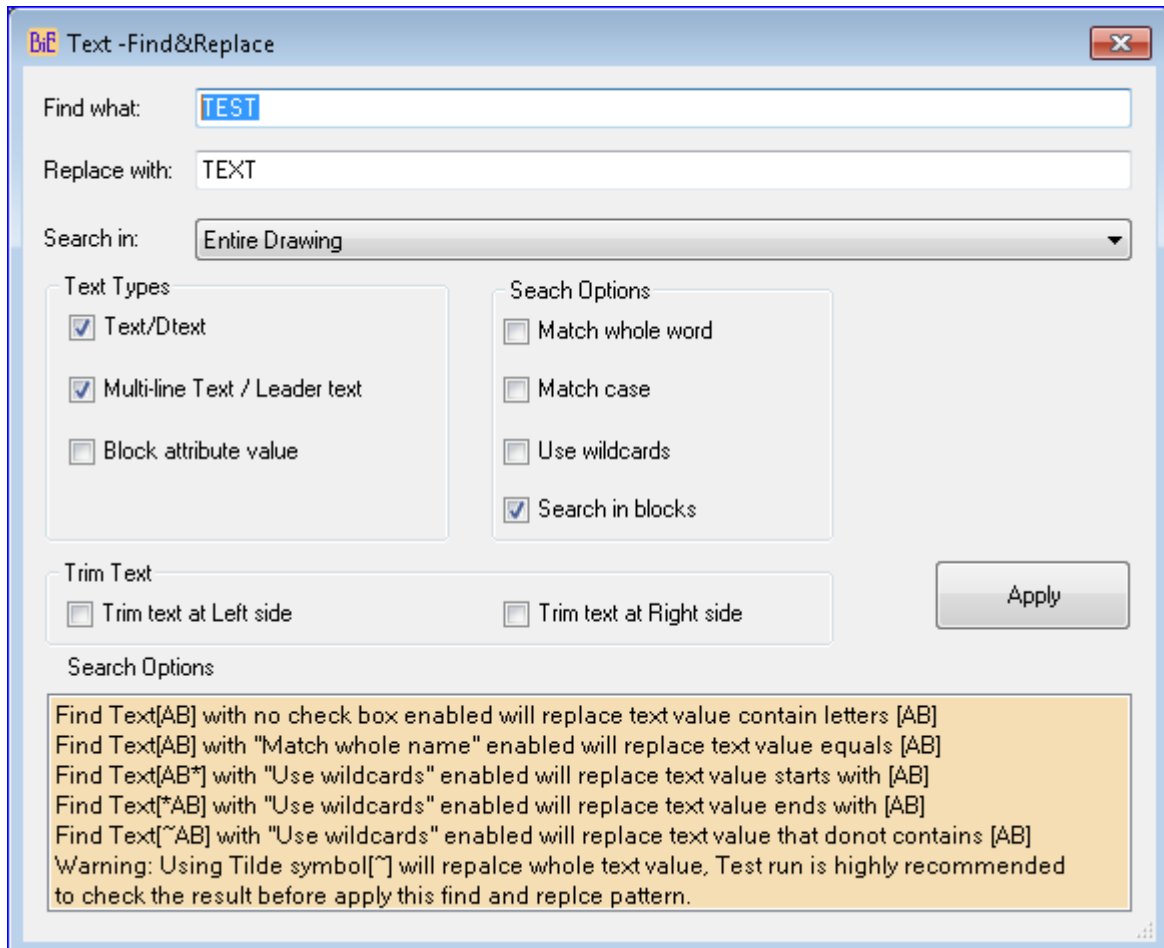 BiE Text -Find&Replace
Find what: TEST
Replace with: TEXT
Search in: Entire Drawing
Text Types
Text/Dtext
Multi-line Text / Leader text
Block attribute value
Seach Options
Match whole word
Match case
Use wildcards
Search in blocks
Trim Text
Trim text at Left side Trim text at Right side
Apply
Search Options
Find Text[AB] with no check box enabled will replace text value contain letters [AB]
Find Text[AB] with "Match whole name" enabled will replace text value equals [AB]
Find Text[AB*] with "Use wildcards" enabled will replace text value starts with [AB]
Find Text[*AB] with "Use wildcards" enabled will replace text value ends with [AB]
Find Text[~AB] with "Use wildcards" enabled will replace text value that donot contains [AB]
Warning: Using Tilde symbol[~] will repalce whole text value, Test run is highly recommended
to check the result before apply this find and replce pattern.